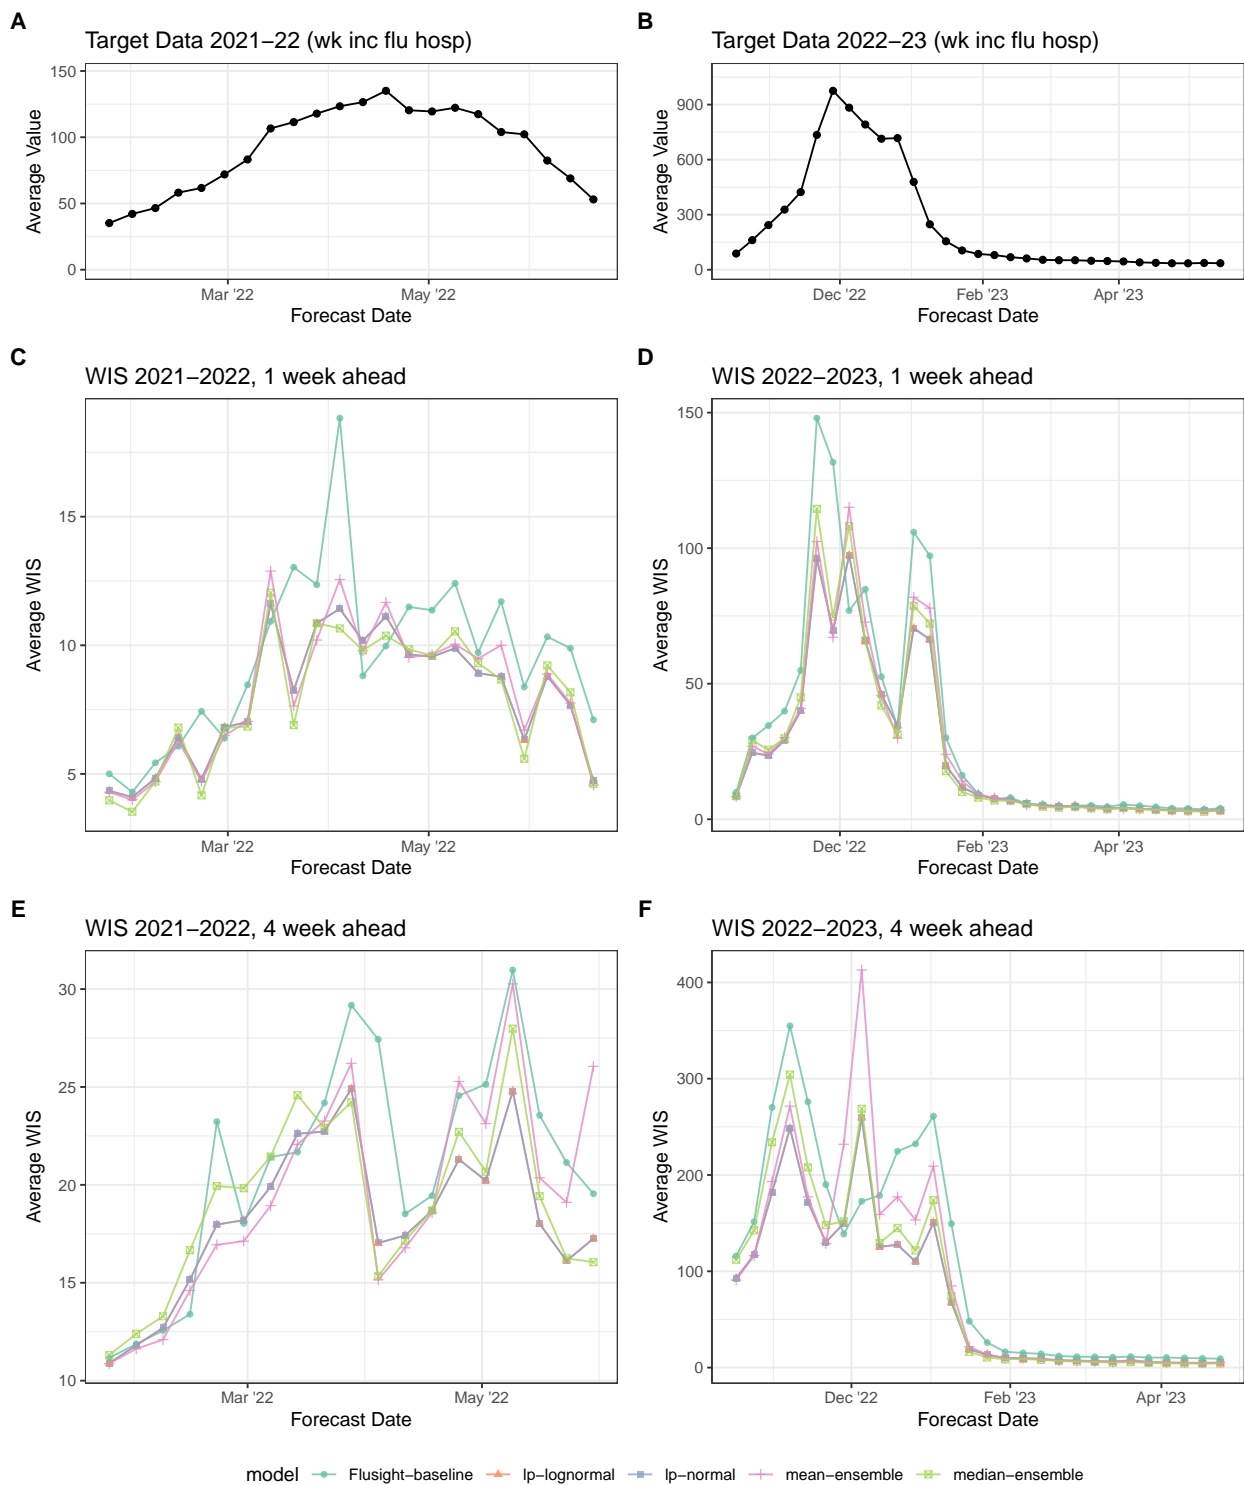 A
Target Data 2021−22 (wk inc flu hosp)
150
100
50
0
Average Value
Mar '22
May '22
Forecast Date
B
Target Data 2022−23 (wk inc flu hosp)
900
600
300
0
Average Value
Dec '22
Feb '23
Apr '23
Forecast Date
C
WIS 2021−2022, 1 week ahead
15
10
5
Average WIS
Mar '22
May '22
Forecast Date
D
WIS 2022−2023, 1 week ahead
150
100
50
0
Average WIS
Dec '22
Feb '23
Apr '23
Forecast Date
E
WIS 2021−2022, 4 week ahead
30
25
20
15
10
Average WIS
Mar '22
May '22
Forecast Date
F
WIS 2022−2023, 4 week ahead
400
300
200
100
0
Average WIS
Dec '22
Feb '23
Apr '23
Forecast Date
model Flusight−baseline lp−lognormal lp−normal mean−ensemble median−ensemble